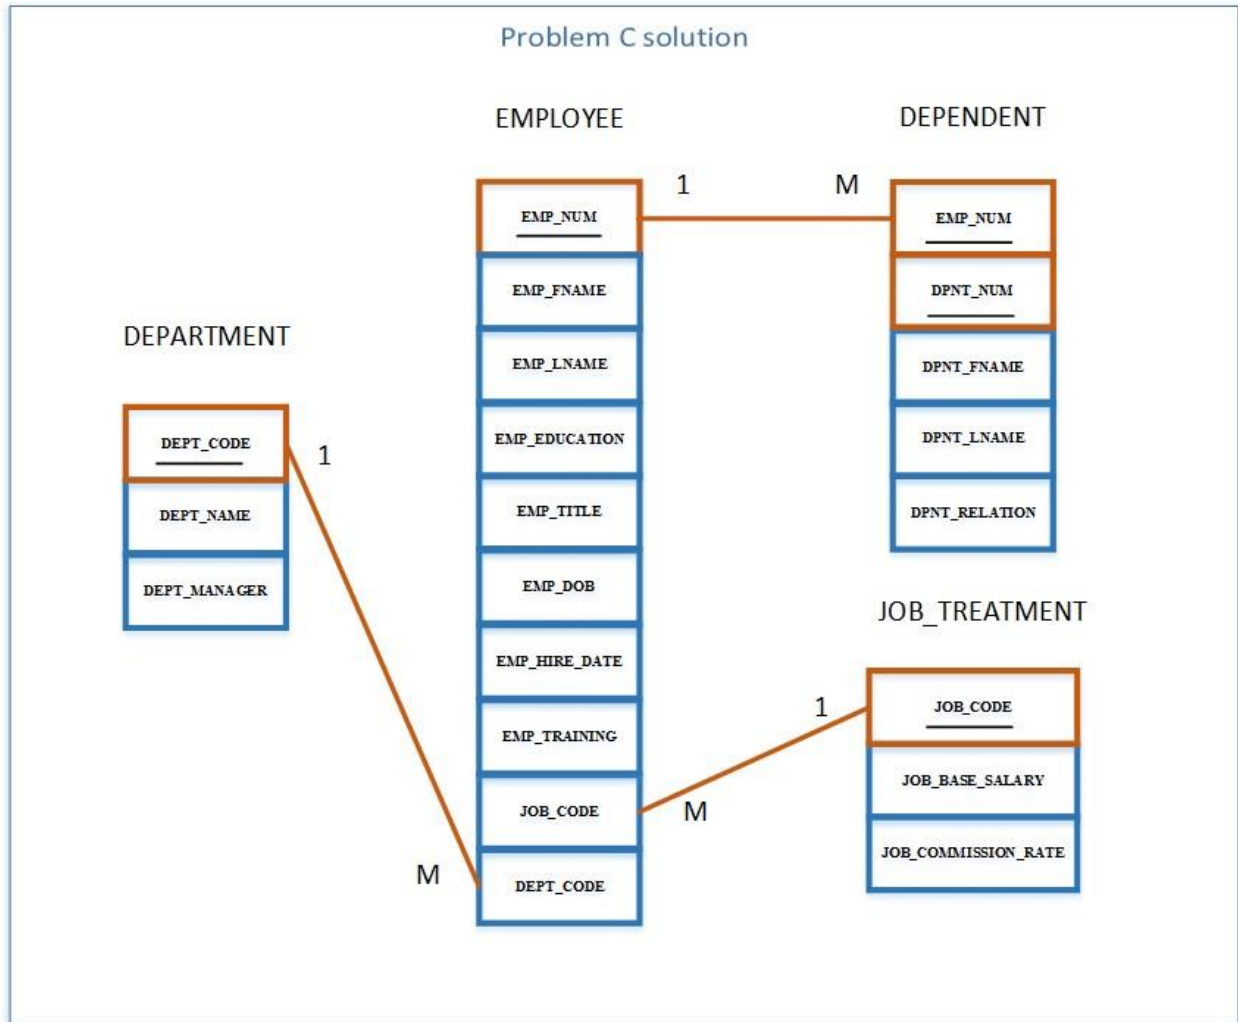 Problem C solution
EMPLOYEE
EMP_NUM
EMP_FNAME
EMP_LNAME
EMP_EDUCATION
EMP_TITLE
EMP_DOB
EMP_HIRE_DATE
EMP_TRAINING
JOB_CODE
DEPT_CODE
1
M
DEPENDENT
EMP_NUM
DPNT_NUM
DPNT_FNAME
DPNT_LNAME
DPNT_RELATION
DEPARTMENT
DEPT_CODE
DEPT_NAME
DEPT_MANAGER
1
M
JOB_TREATMENT
JOB_CODE
JOB_BASE_SALARY
JOB_COMMISSION_RATE
1
M